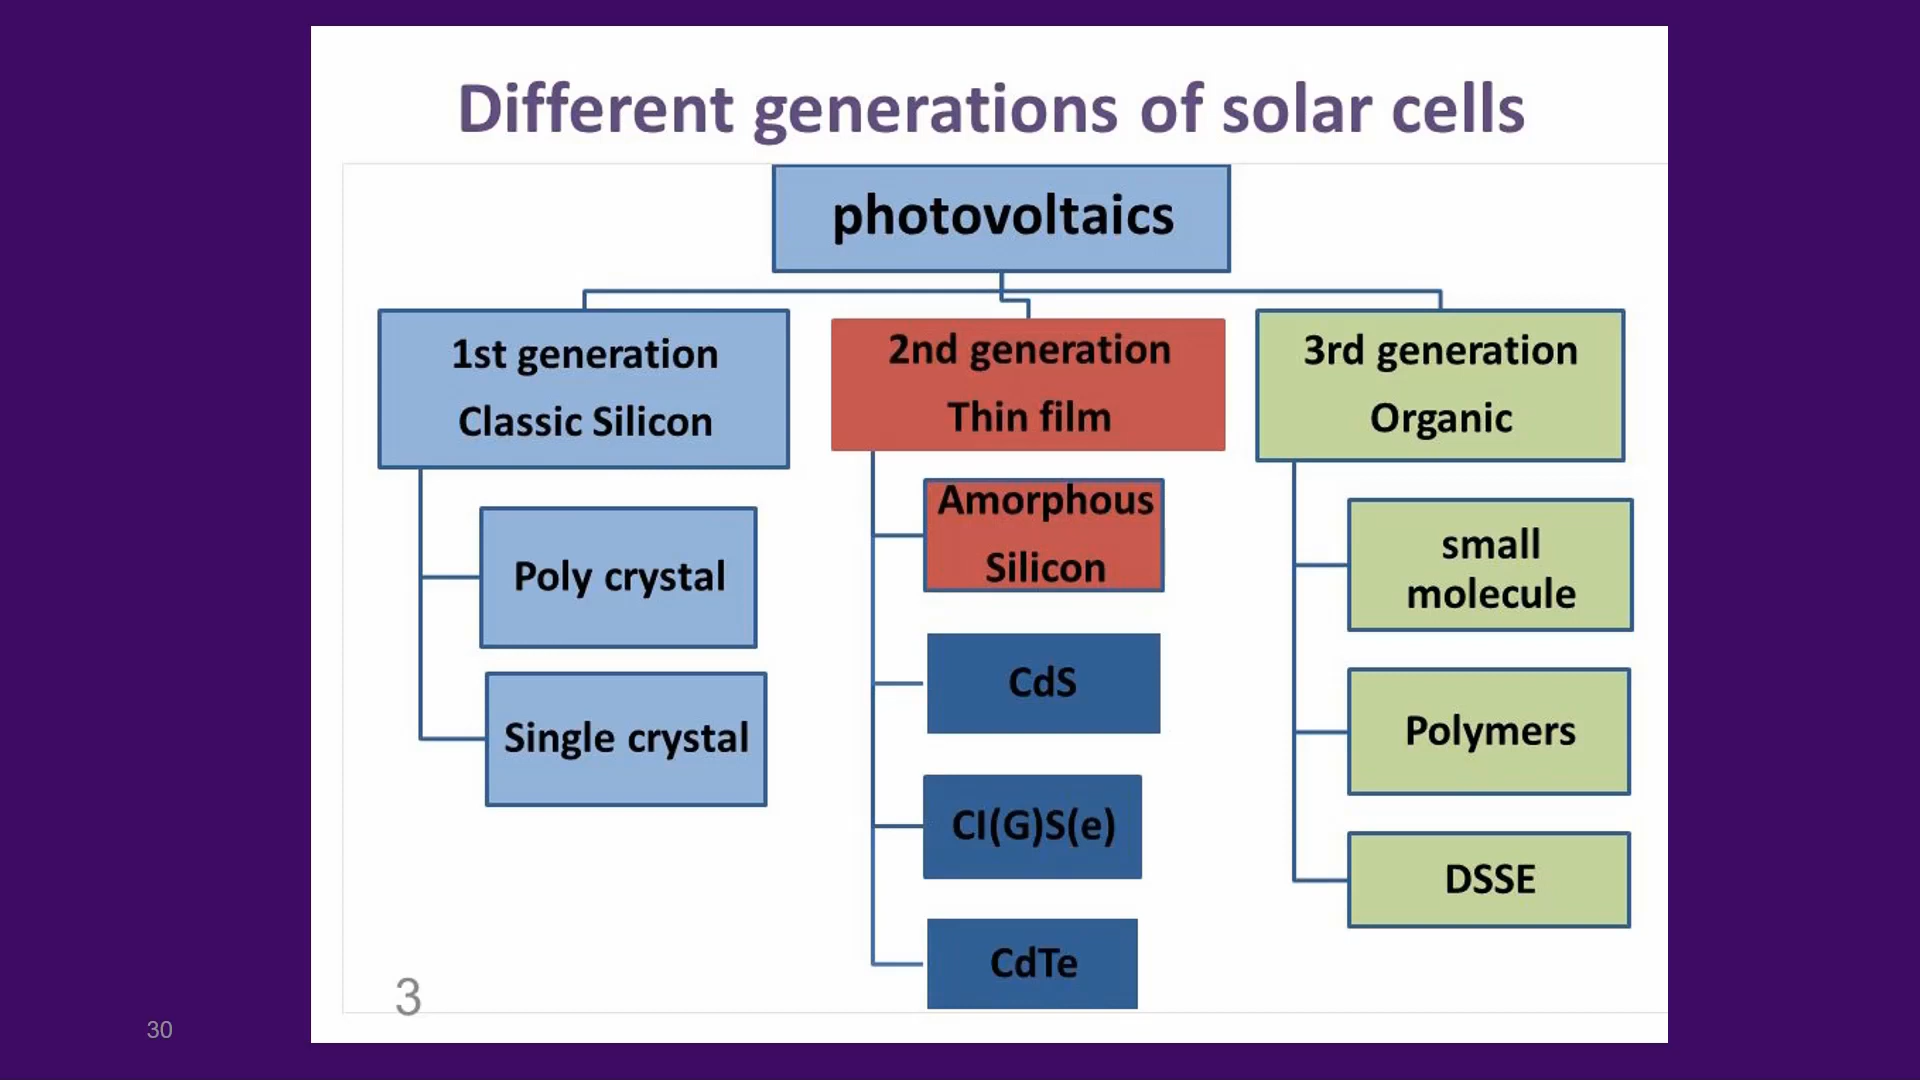 Different generations of solar cells
photovoltaics
1st generation
Classic Silicon
Poly crystal
Single crystal
2nd generation
Thin film
Amorphous
Silicon
CdS
CI(G)S(e)
CdTe
3rd generation
Organic
small
molecule
Polymers
DSSE
3
30